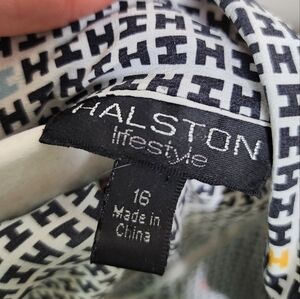 HALSTON
lifestyle
16
Made in
China